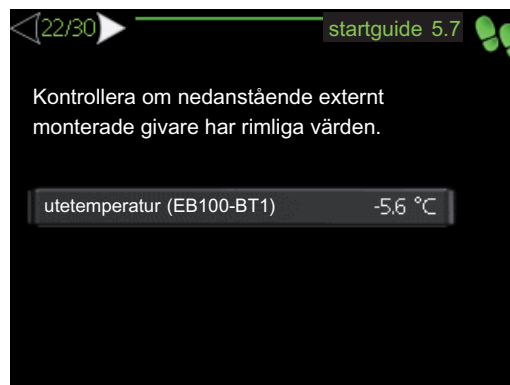 22/30
startguide 5.7
Kontrollera om nedanstående externt
monterade givare har rimliga värden.
utetemperatur (EB100-BT1) -5.6 °C